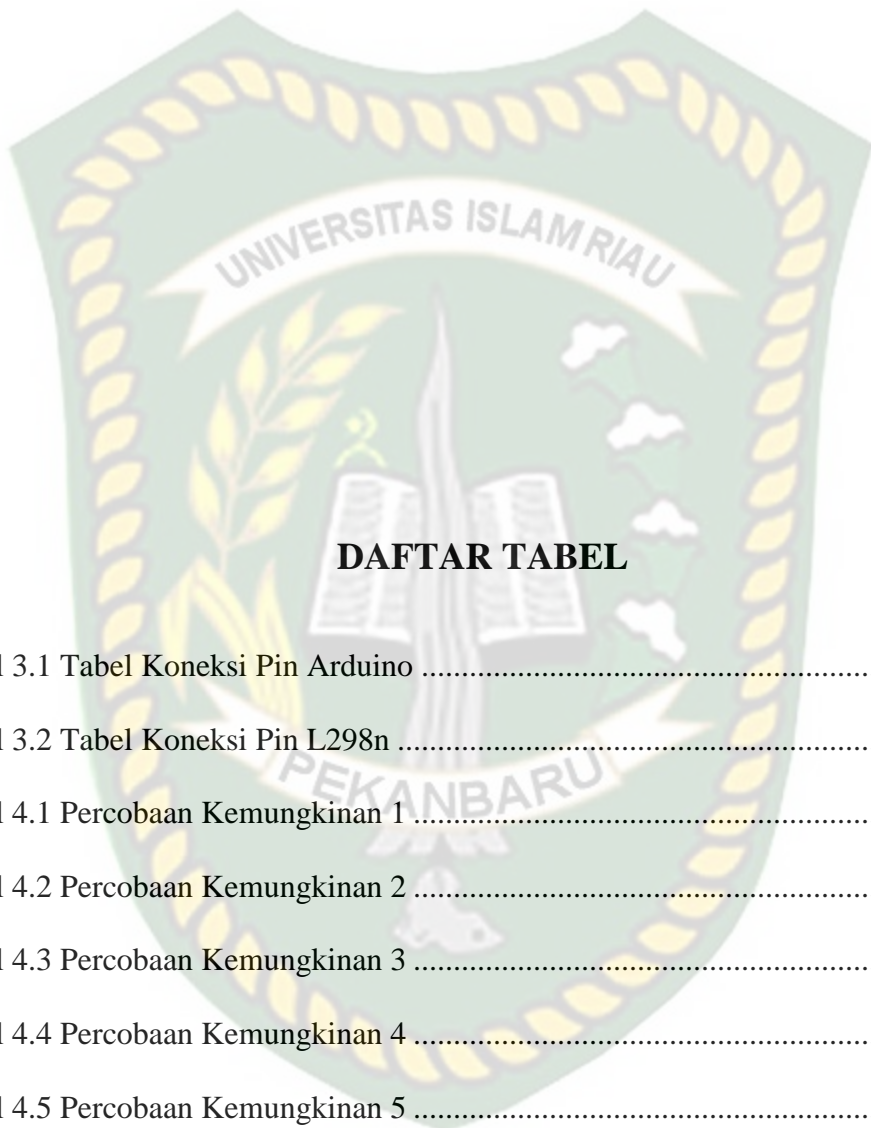 UNIVERSITAS ISLAM RIAU
DAFTAR TABEL
l 3.1 Tabel Koneksi Pin Arduino ........................................................
l 3.2 Tabel Koneksi Pin L298n ...........................................................
PEKANBARU
l 4.1 Percobaan Kemungkinan 1 .........................................................
l 4.2 Percobaan Kemungkinan 2 .........................................................
l 4.3 Percobaan Kemungkinan 3 .........................................................
l 4.4 Percobaan Kemungkinan 4 .........................................................
l 4.5 Percobaan Kemungkinan 5 .........................................................